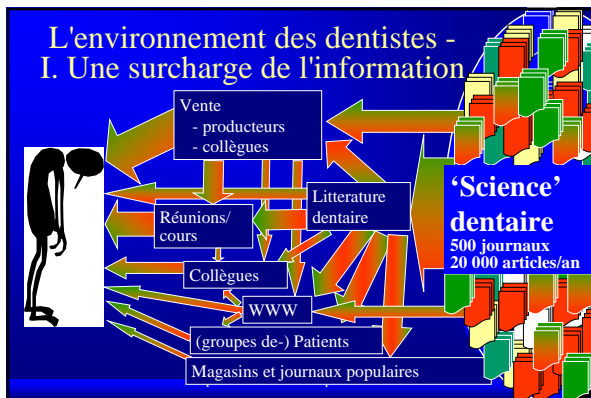 L'environnement des dentistes -
I. Une surcharge de l'information
Vente
- producteurs
- collègues
Litterature
dentaire
‘Science’
dentaire
500 journaux
20 000 articles/an
Réunions/
cours
Collègues
WWW
(groupes de-) Patients
Magasins et journaux populaires